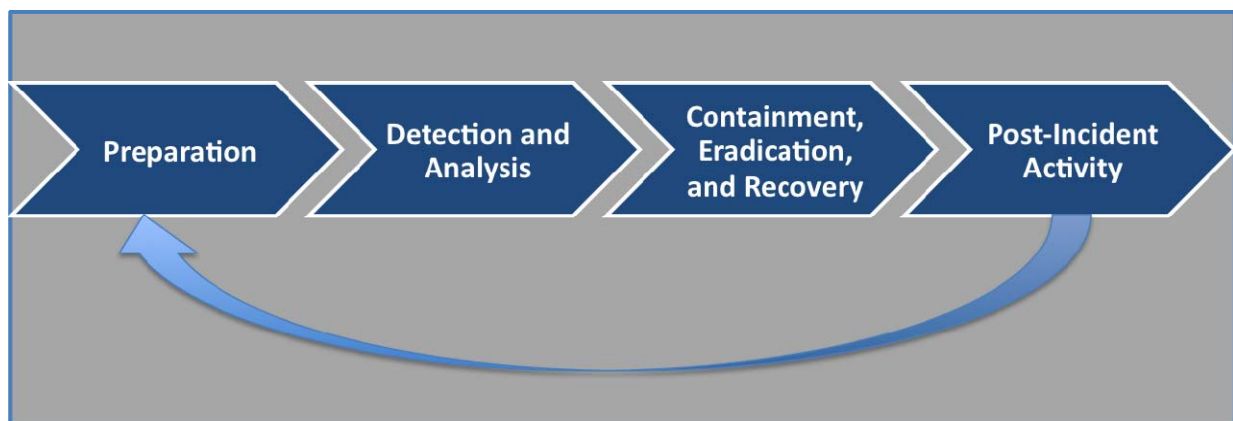 Preparation
Detection and
Analysis
Containment,
Eradication,
and Recovery
Post-Incident
Activity